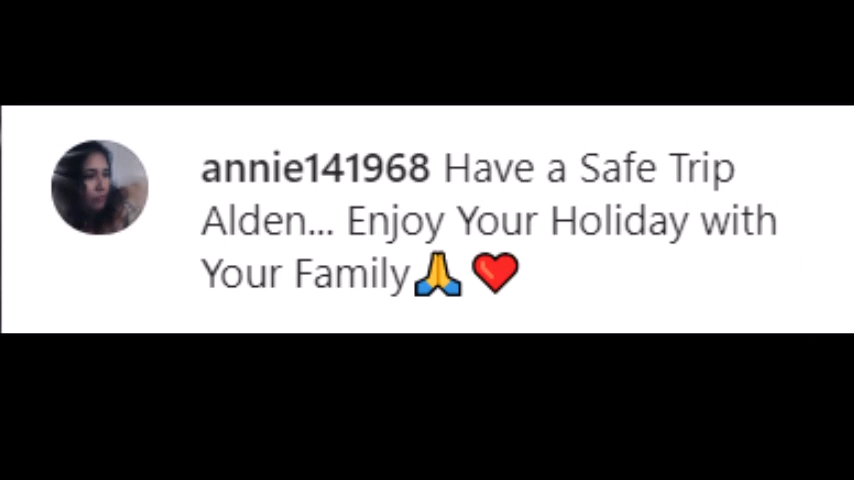 annie141968 Have a Safe Trip
Alden... Enjoy Your Holiday with
Your Family🙏 ❤️